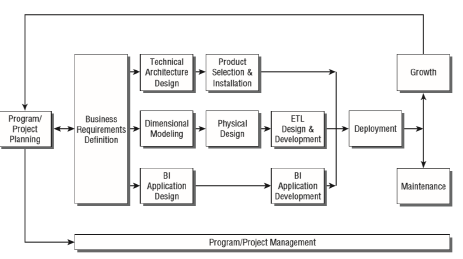 Technical
Architecture
Design
Product
Selection &
Installation
Growth
Program/
Project
Planning
Business
Requirements
Definition
Dimensional
Modeling
Physical
Design
ETL
Design &
Development
Deployment
BI
Application
Design
BI
Application
Development
Maintenance
Program/Project Management